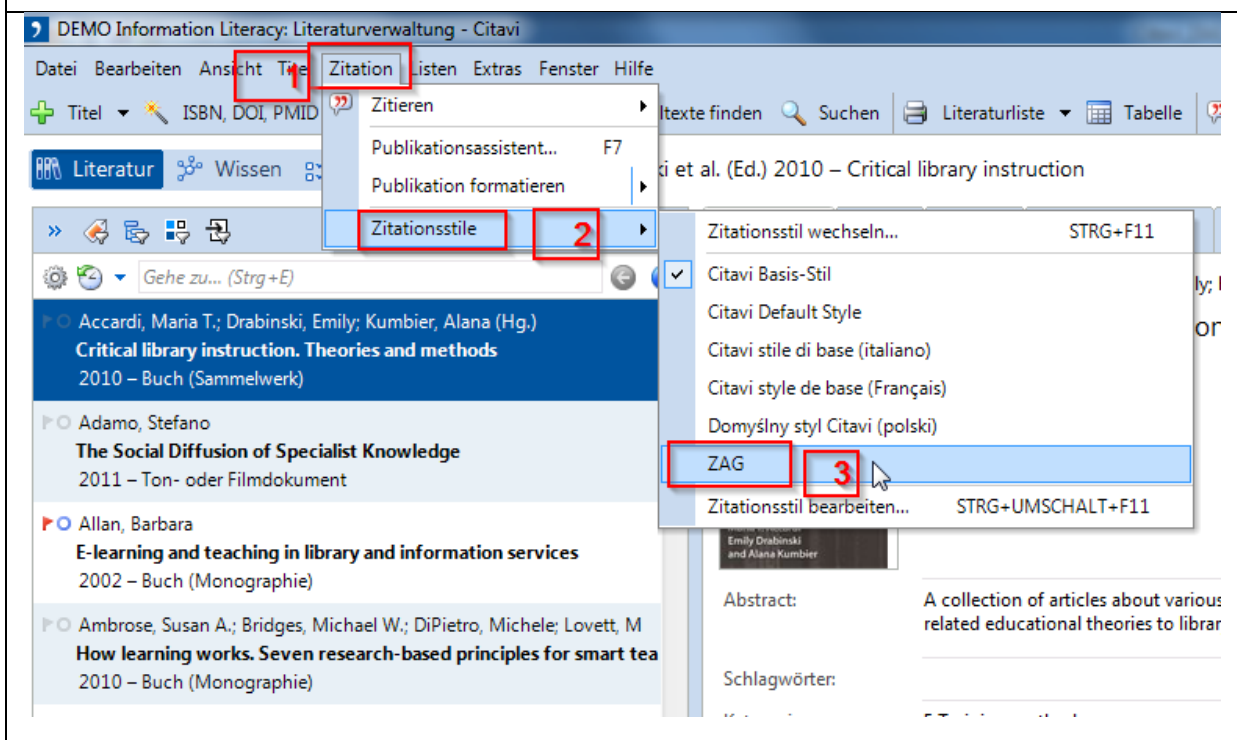 DEMO Information Literacy: Literaturverwaltung - Citavi
Datei Bearbeiten Ansicht Zitation Listen Extras Fenster Hilfe
1
Titel ISBN, DOI, PMID ltexte finden Suchen Literaturliste Tabelle
Zitieren
Publikationsassistent... F7
Publikation formatieren
Zitationsstile 2
Literatur Wissen ki et al. (Ed.) 2010 – Critical library instruction
Gehe zu... (Strg+E)
Zitationsstil wechseln... STRG+F11
Citavi Basis-Stil
Citavi Default Style
Citavi stile di base (italiano)
Citavi style de base (Français)
Domyślny styl Citavi (polski)
ZAG 3
Zitationsstil bearbeiten... STRG+UMSCHALT+F11
Accardi, Maria T.; Drabinski, Emily; Kumbier, Alana (Hg.)
Critical library instruction. Theories and methods
2010 – Buch (Sammelwerk)
Adamo, Stefano
The Social Diffusion of Specialist Knowledge
2011 – Ton- oder Filmdokument
Allan, Barbara
E-learning and teaching in library and information services
2002 – Buch (Monographie)
Ambrose, Susan A.; Bridges, Michael W.; DiPietro, Michele; Lovett, M
How learning works. Seven research-based principles for smart tea
2010 – Buch (Monographie)
Emily Drabinski
and Alana Kumbier
Abstract: A collection of articles about various
related educational theories to librar
Schlagwörter: